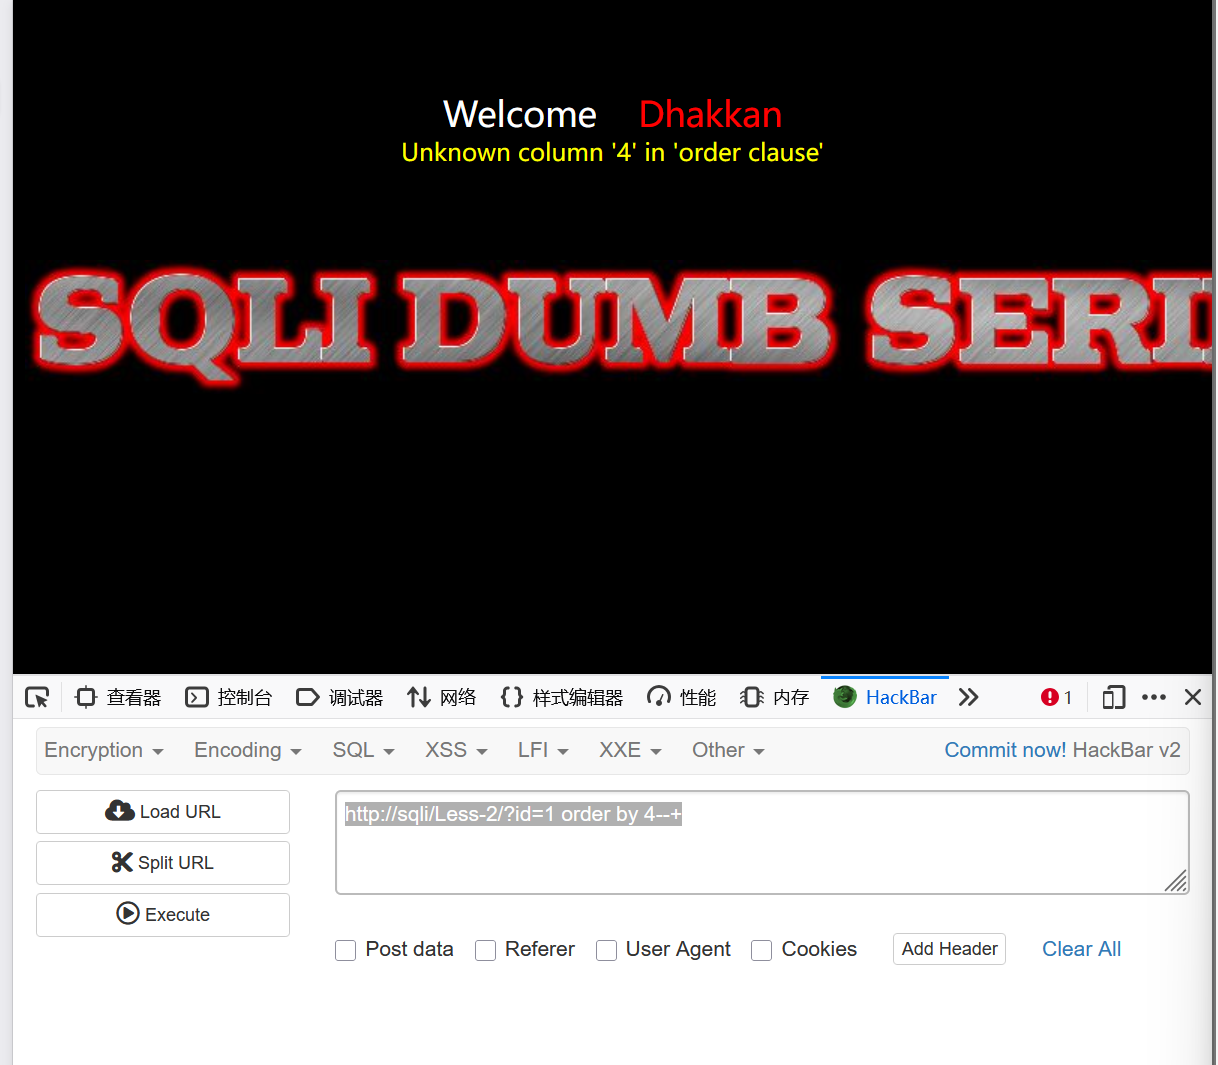 Welcome Dhakkan
Unknown column '4' in 'order clause'
SQLI DUMB SERI
查看器 控制台 调试器 网络 {} 样式编辑器 性能 内存 HackBar 1
Encryption Encoding SQL XSS LFI XXE Other Commit now! HackBar v2
Load URL
http://sqli/Less-2/?id=1 order by 4--+
Split URL
Execute
Post data Referer User Agent Cookies Add Header Clear All